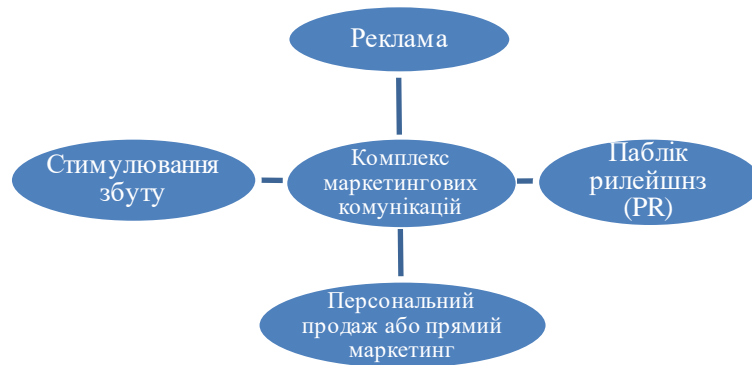 Реклама
Стимулювання
збуту
Комплекс
маркетингових
комунікацій
Паблік
рилейшнз
(PR)
Персональний
продаж або прямий
маркетинг